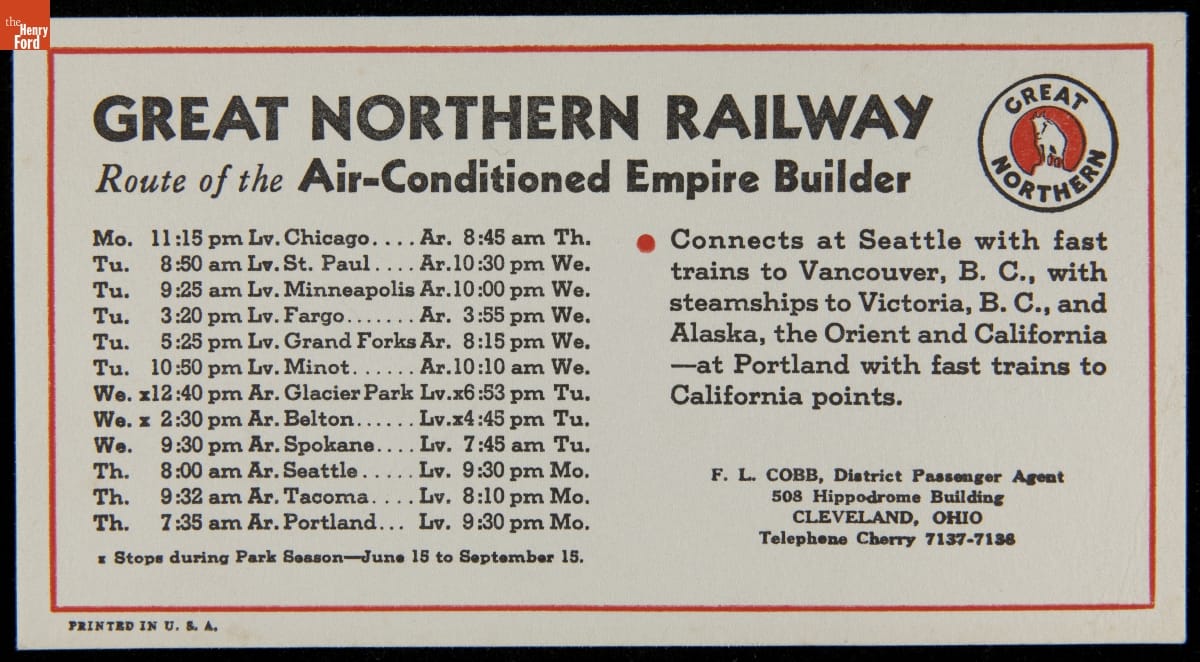 the
Henry
Ford
GREAT NORTHERN RAILWAY
Route of the Air-Conditioned Empire Builder
GREAT
NORTHERN
Mo. 11:15 pm Lv. Chicago.... Ar. 8:45 am Th.
Tu. 8:50 am Lv. St. Paul.... Ar. 10:30 pm We.
Tu. 9:25 am Lv. Minneapolis Ar. 10:00 pm We.
Tu. 3:20 pm Lv. Fargo....... Ar. 3:55 pm We.
Tu. 5:25 pm Lv. Grand Forks Ar. 8:15 pm We.
Tu. 10:50 pm Lv. Minot...... Ar. 10:10 am We.
We. x12:40 pm Ar. Glacier Park Lv. x6:53 pm Tu.
We. x 2:30 pm Ar. Belton...... Lv. x4:45 pm Tu.
We. 9:30 pm Ar. Spokane.... Lv. 7:45 am Tu.
Th. 8:00 am Ar. Seattle..... Lv. 9:30 pm Mo.
Th. 9:32 am Ar. Tacoma.... Lv. 8:10 pm Mo.
Th. 7:35 am Ar. Portland... Lv. 9:30 pm Mo.
x Stops during Park Season—June 15 to September 15.
● Connects at Seattle with fast
trains to Vancouver, B. C., with
steamships to Victoria, B. C., and
Alaska, the Orient and California
—at Portland with fast trains to
California points.
F. L. COBB, District Passenger Agent
508 Hippodrome Building
CLEVELAND, OHIO
Telephone Cherry 7137-7138
PRINTED IN U. S. A.